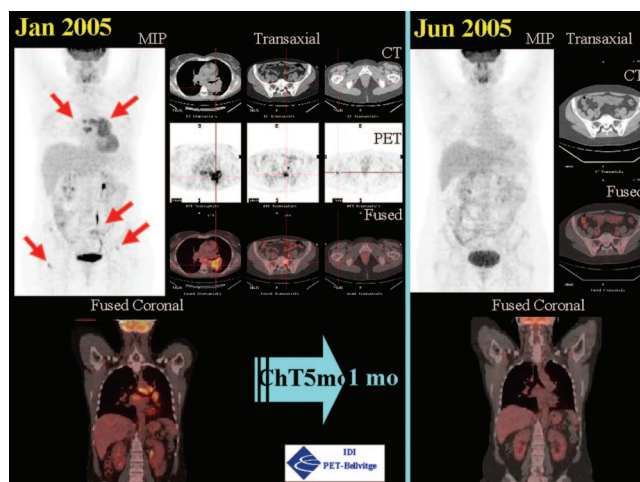 Jan 2005
MIP
Transaxial
CT
PET
Fused
Fused Coronal
ChT5mo1 mo
IDI
PET-Bellvitge
Jun 2005
MIP
Transaxial
CT
Fused
Fused Coronal